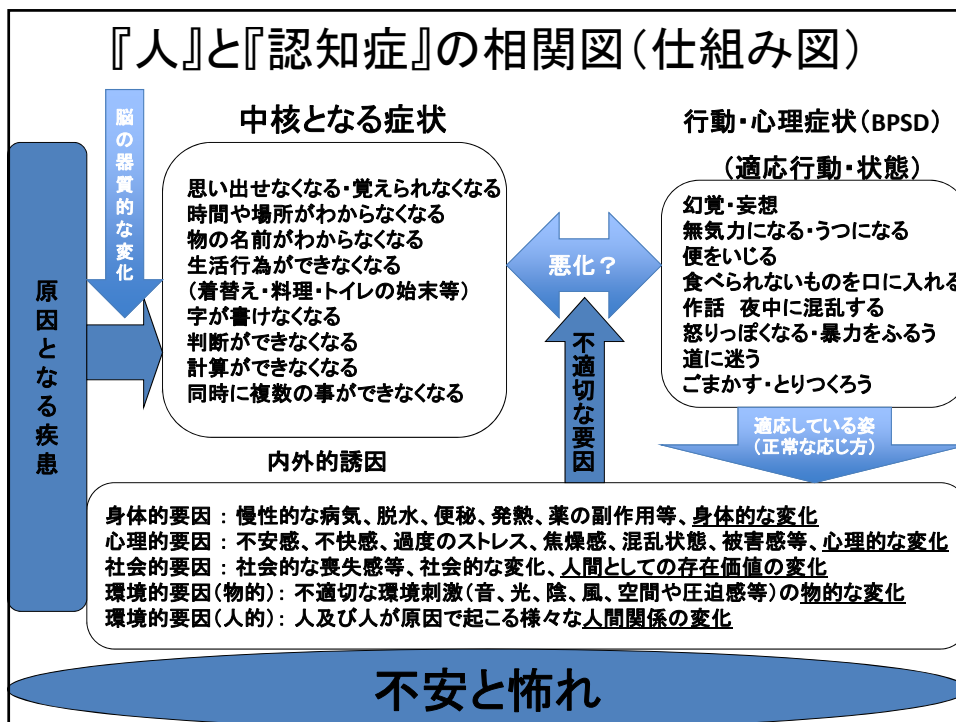 『人』と『認知症』の相関図(仕組み図)
脳の器質的な変化
原因となる疾患
中核となる症状
思い出せなくなる・覚えられなくなる
時間や場所がわからなくなる
物の名前がわからなくなる
生活行為ができなくなる
(着替え・料理・トイレの始末等)
字が書けなくなる
判断ができなくなる
計算ができなくなる
同時に複数の事ができなくなる
悪化?
不適切な要因
行動・心理症状(BPSD)
(適応行動・状態)
幻覚・妄想
無気力になる・うつになる
便をいじる
食べられないものを口に入れる
作話 夜中に混乱する
怒りっぽくなる・暴力をふるう
道に迷う
ごまかす・とりつくろう
適応している姿
(正常な応じ方)
内外的誘因
身体的要因:慢性的な病気、脱水、便秘、発熱、薬の副作用等、身体的な変化
心理的要因:不安感、不快感、過度のストレス、焦燥感、混乱状態、被害感等、心理的な変化
社会的要因:社会的な喪失感等、社会的な変化、人間としての存在価値の変化
環境的要因(物的):不適切な環境刺激(音、光、陰、風、空間や圧迫感等)の物的な変化
環境的要因(人的):人及び人が原因で起こる様々な人間関係の変化
不安と怖れ